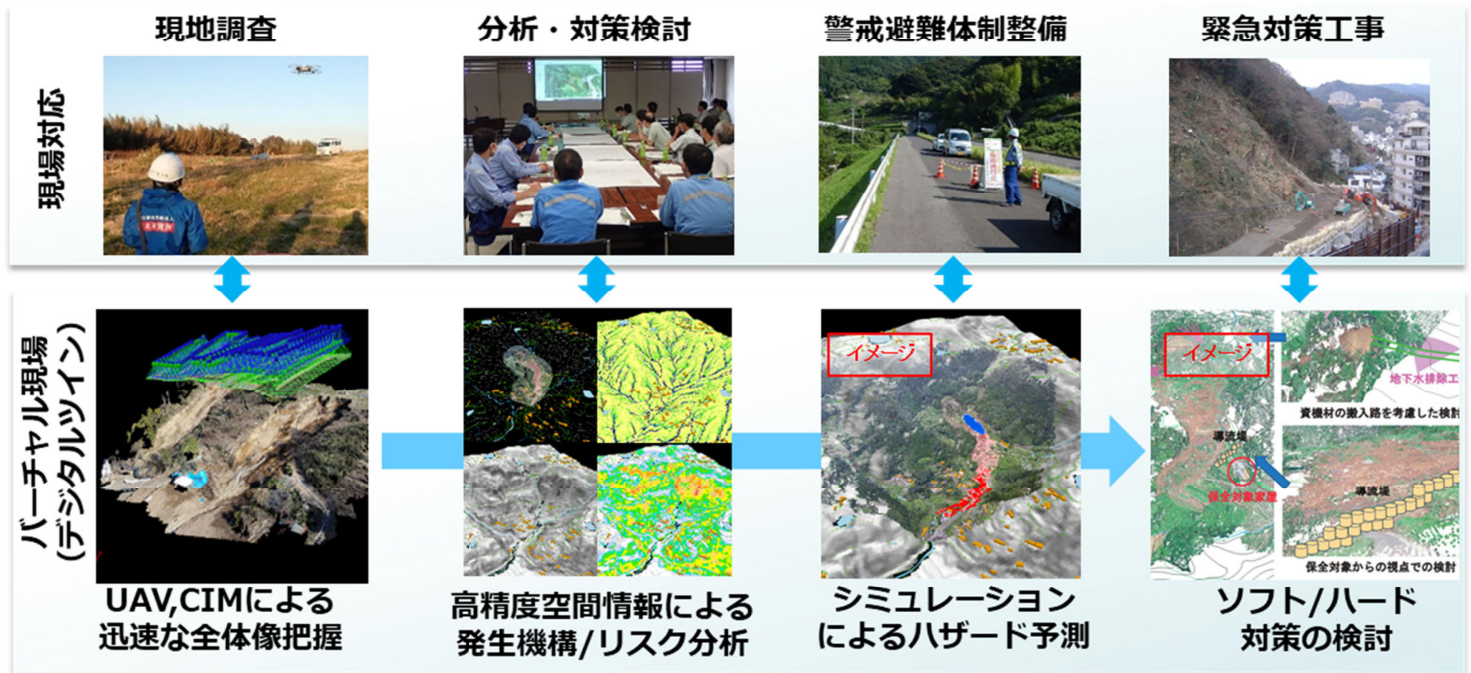 現地調査
分析・対策検討
警戒避難体制整備
緊急対策工事
現場対応
バーチャル現場
(デジタルツイン)
イメージ
イメージ
地下水排除工
資機材の搬入路を考慮した検討
導流堤
保全対象家屋
導流堤
保全対象からの視点での検討
UAV,CIMによる
迅速な全体像把握
高精度空間情報による
発生機構/リスク分析
シミュレーション
によるハザード予測
ソフト/ハード
対策の検討